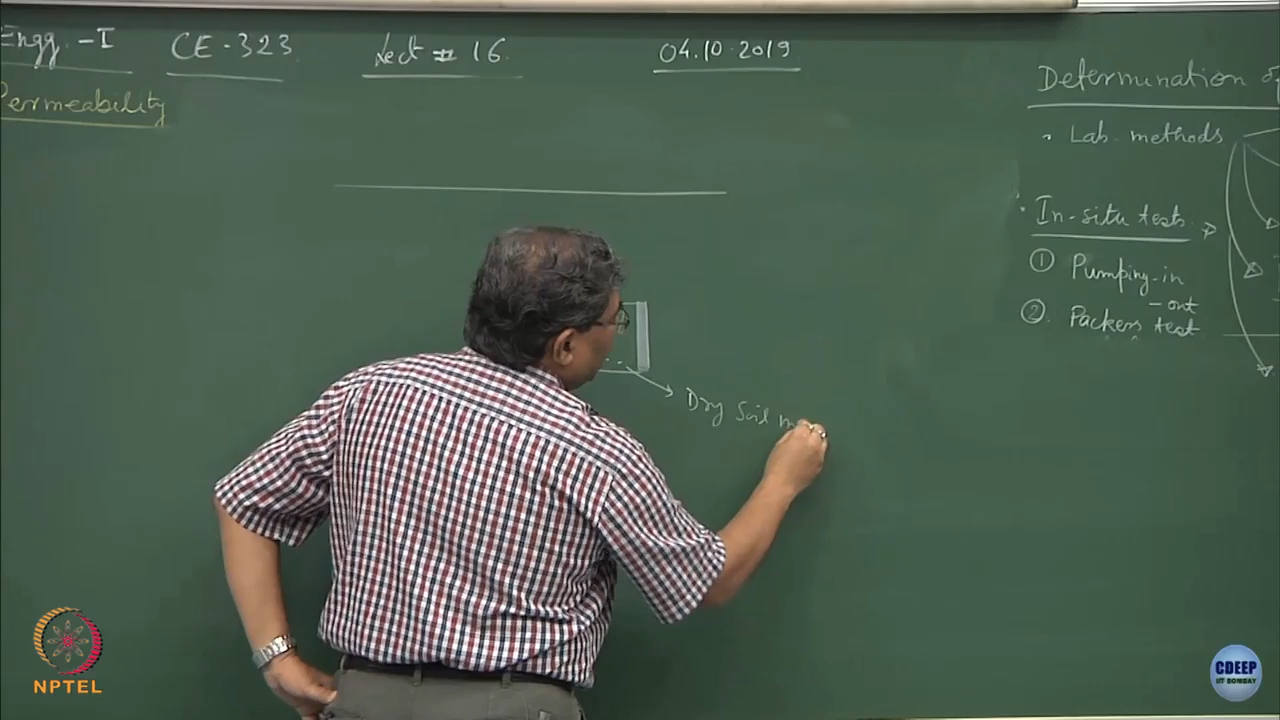 Engg. -I CE-323 Lect # 16 04.10.2019
Permeability
Determination of
Lab. methods
In-situ tests
① Pumping-in
-out
② Packers test
Dry Soil m
NPTEL
CDEEP
IIT BOMBAY